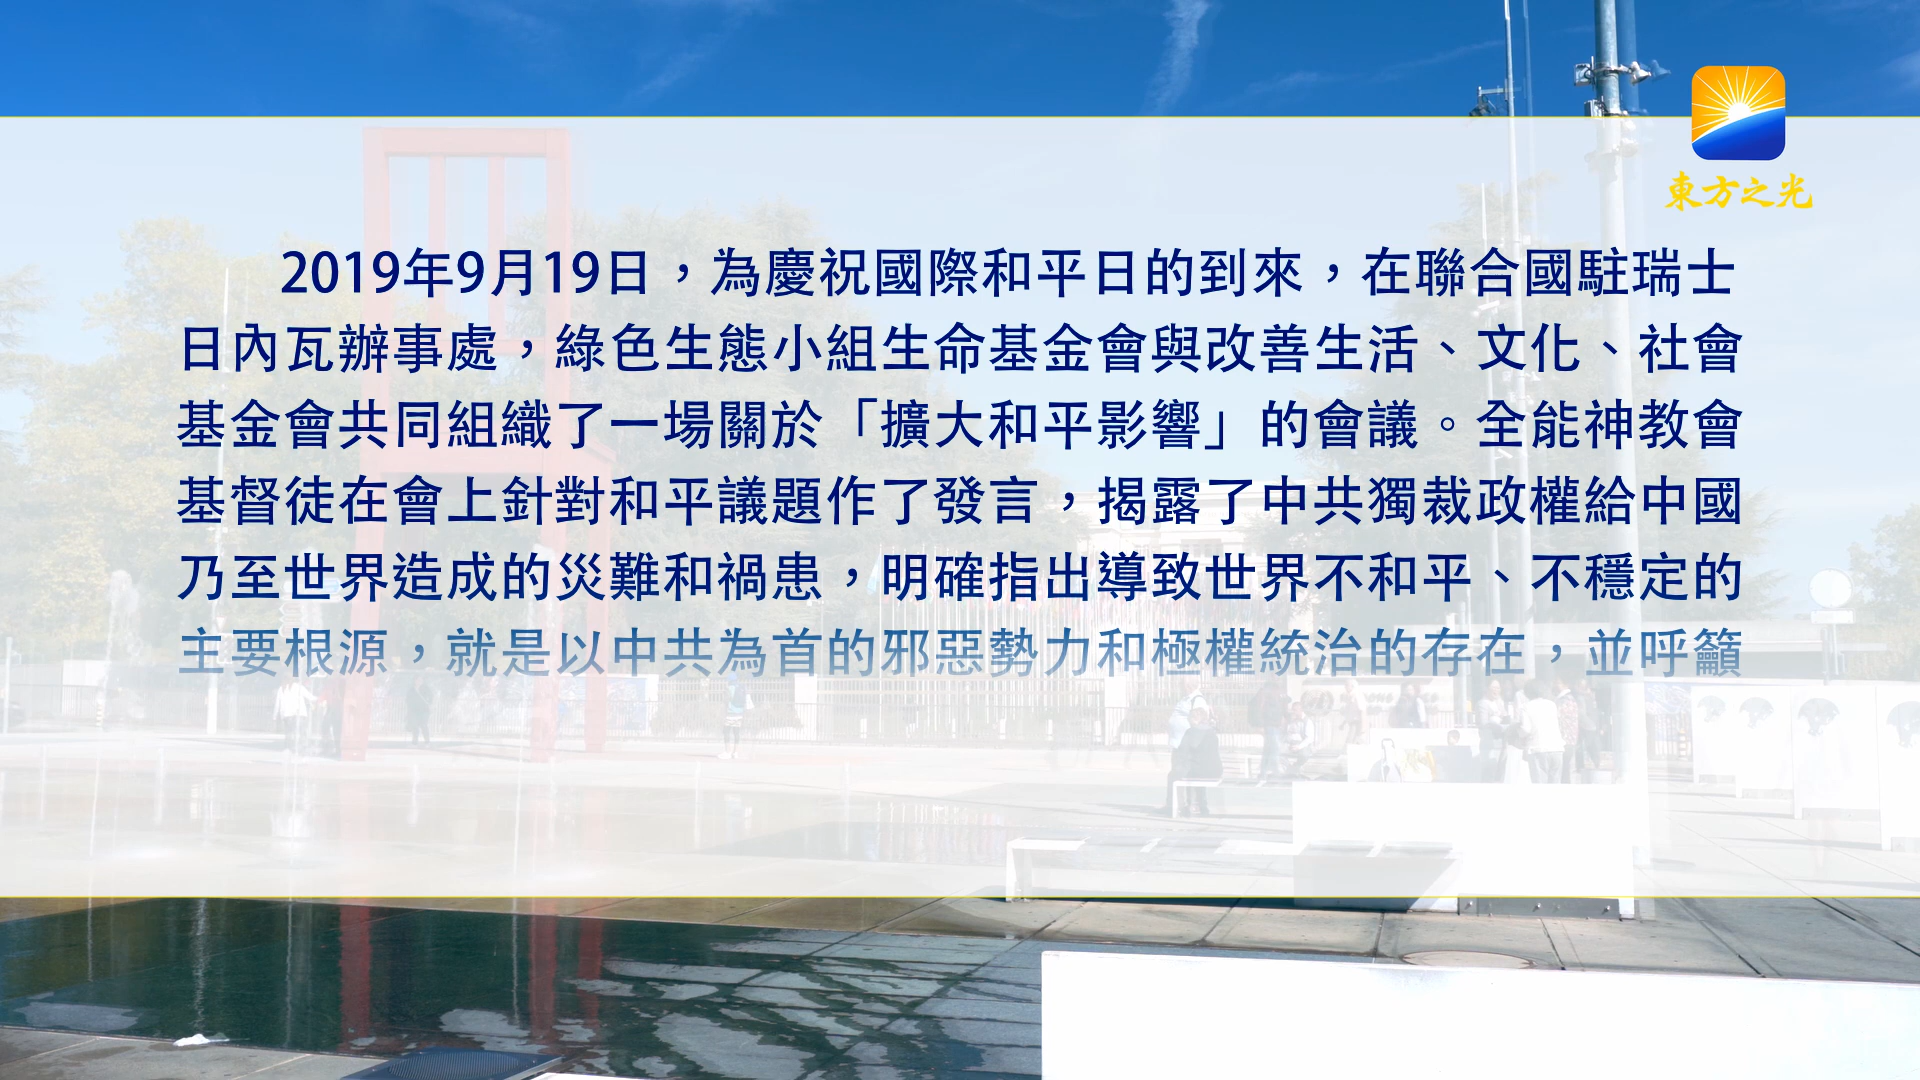 東方之光
2019年9月19日，為慶祝國際和平日的到來，在聯合國駐瑞士
日內瓦辦事處，綠色生態小組生命基金會與改善生活、文化、社會
基金會共同組織了一場關於「擴大和平影響」的會議。全能神教會
基督徒在會上針對和平議題作了發言，揭露了中共獨裁政權給中國
乃至世界造成的災難和禍患，明確指出導致世界不和平、不穩定的
主要根源，就是以中共為首的邪惡勢力和極權統治的存在，並呼籲